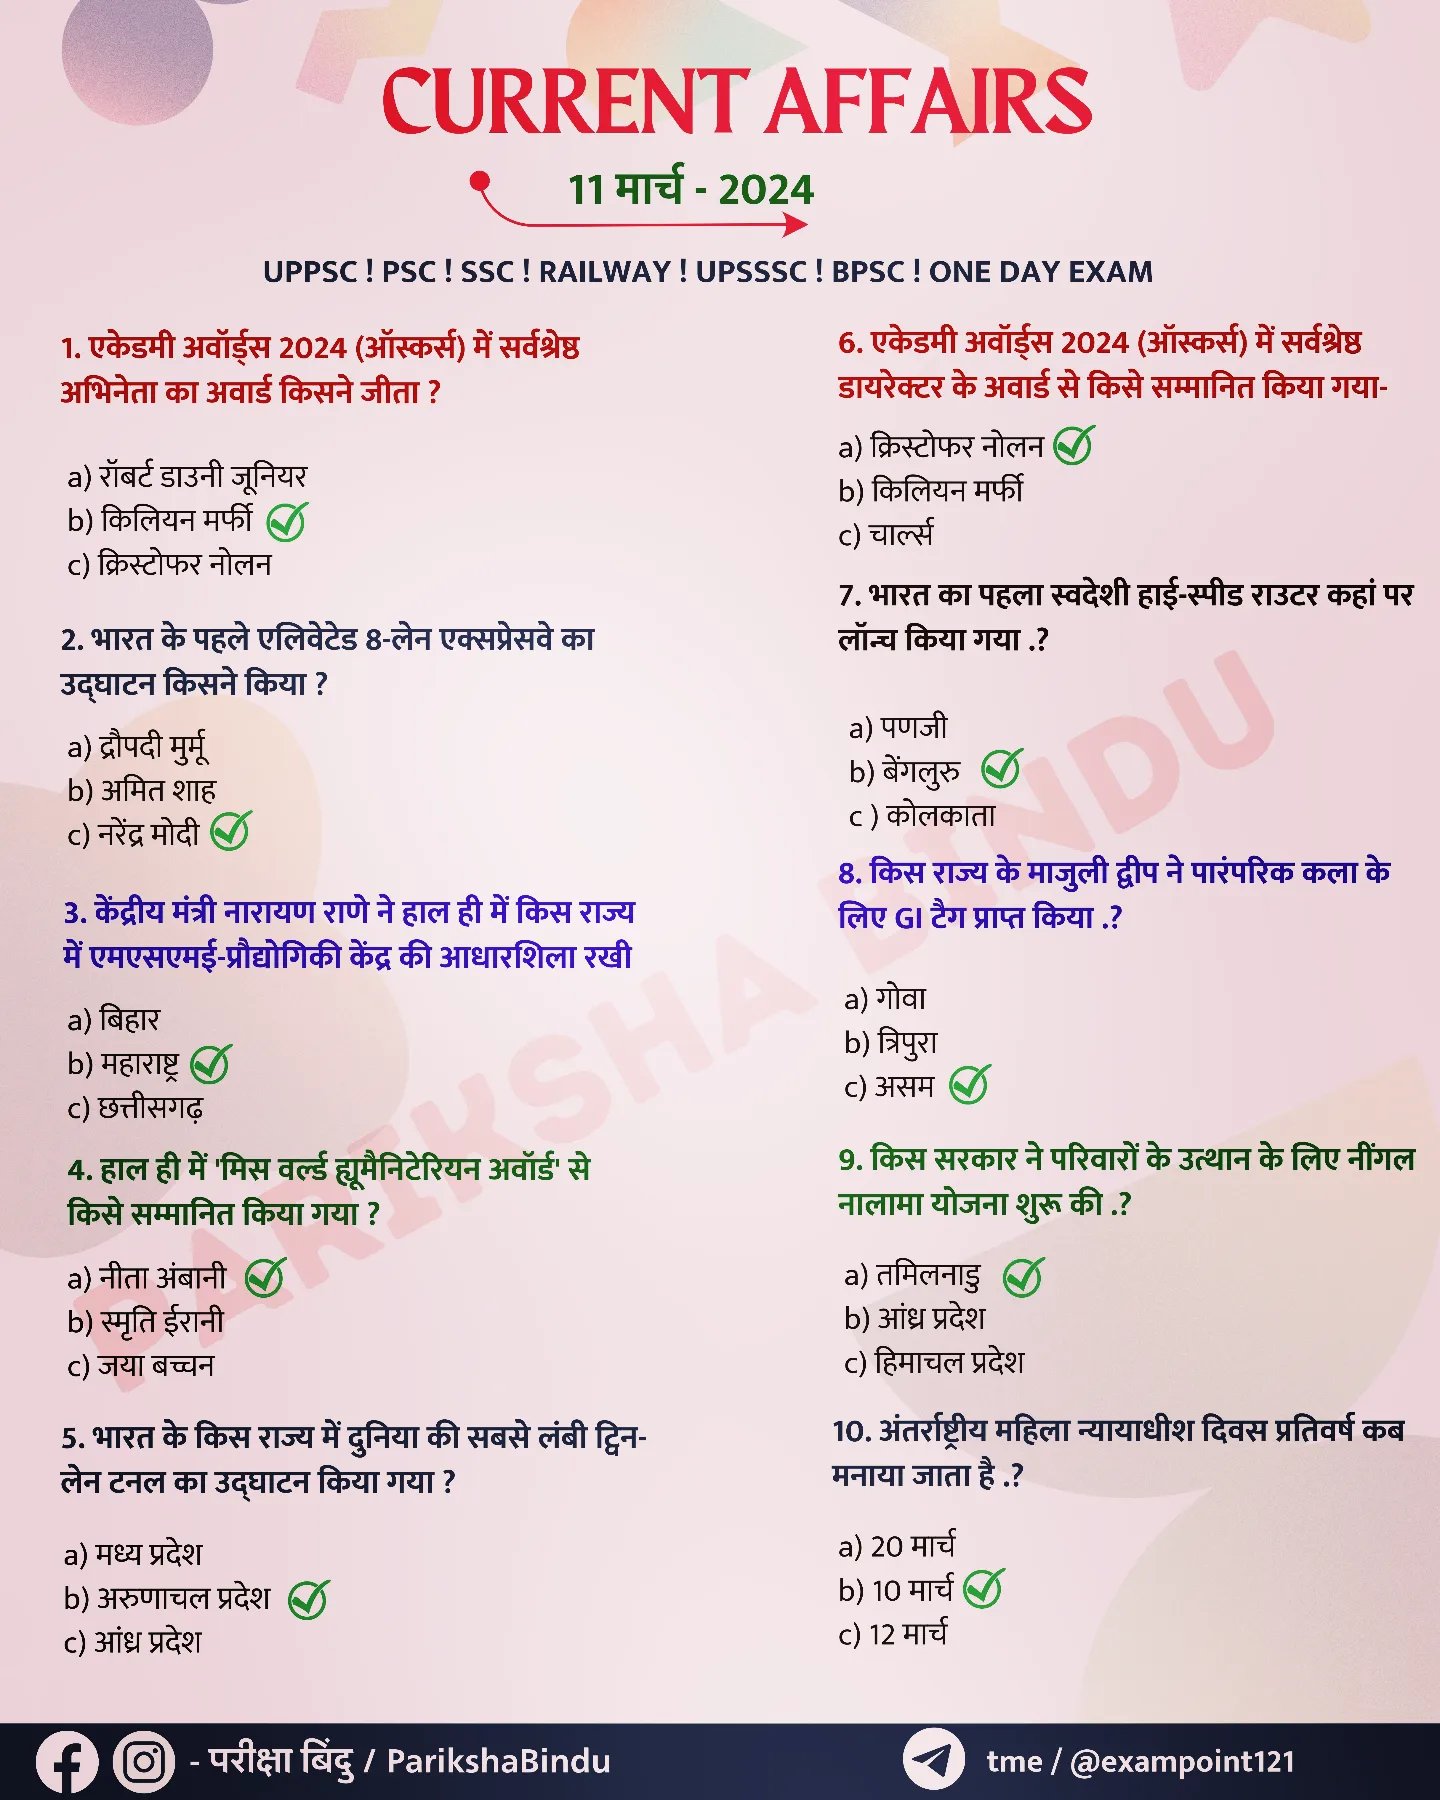 CURRENT AFFAIRS
11 मार्च - 2024
UPPSC ! PSC ! SSC ! RAILWAY ! UPSSSC ! BPSC ! ONE DAY EXAM
1. एकेडमी अवॉर्ड्स 2024 (ऑस्कर्स) में सर्वश्रेष्ठ
अभिनेता का अवार्ड किसने जीता ?
a) रॉबर्ट डाउनी जूनियर
b) किलियन मर्फी
c) क्रिस्टोफर नोलन
2. भारत के पहले एलिवेटेड 8-लेन एक्सप्रेसवे का
उद्घाटन किसने किया ?
a) द्रौपदी मुर्मू
b) अमित शाह
c) नरेंद्र मोदी
3. केंद्रीय मंत्री नारायण राणे ने हाल ही में किस राज्य
में एमएसएमई-प्रौद्योगिकी केंद्र की आधारशिला रखी
a) बिहार
b) महाराष्ट्र
c) छत्तीसगढ़
4. हाल ही में 'मिस वर्ल्ड ह्यूमैनिटेरियन अवॉर्ड' से
किसे सम्मानित किया गया ?
a) नीता अंबानी
b) स्मृति ईरानी
c) जया बच्चन
5. भारत के किस राज्य में दुनिया की सबसे लंबी ट्विन-
लेन टनल का उद्घाटन किया गया ?
a) मध्य प्रदेश
b) अरुणाचल प्रदेश
c) आंध्र प्रदेश
6. एकेडमी अवॉर्ड्स 2024 (ऑस्कर्स) में सर्वश्रेष्ठ
डायरेक्टर के अवार्ड से किसे सम्मानित किया गया-
a) क्रिस्टोफर नोलन
b) किलियन मर्फी
c) चार्ल्स
7. भारत का पहला स्वदेशी हाई-स्पीड राउटर कहां पर
लॉन्च किया गया .?
a) पणजी
b) बेंगलुरु
c ) कोलकाता
8. किस राज्य के माजुली द्वीप ने पारंपरिक कला के
लिए GI टैग प्राप्त किया .?
a) गोवा
b) त्रिपुरा
c) असम
9. किस सरकार ने परिवारों के उत्थान के लिए नींगल
नालामा योजना शुरू की .?
a) तमिलनाडु
b) आंध्र प्रदेश
c) हिमाचल प्रदेश
10. अंतर्राष्ट्रीय महिला न्यायाधीश दिवस प्रतिवर्ष कब
मनाया जाता है .?
a) 20 मार्च
b) 10 मार्च
c) 12 मार्च
PARIKSHA BINDU
- परीक्षा बिंदु / ParikshaBindu
tme / @exampoint121